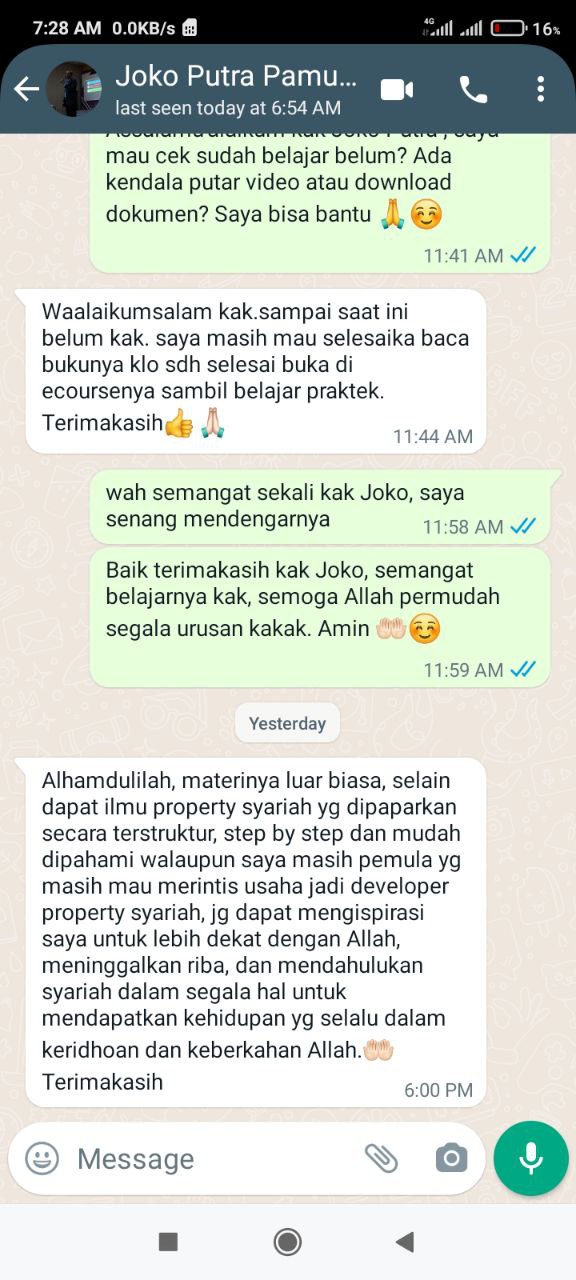 7:28 AM 0.0KB/s
4G
16%
Joko Putra Pamu...
last seen today at 6:54 AM
Assalamu'alaikum kak Joko Putra , saya
mau cek sudah belajar belum? Ada
kendala putar video atau download
dokumen? Saya bisa bantu 🙏☺️
11:41 AM
Waalaikumsalam kak.sampai saat ini
belum kak. saya masih mau selesaika baca
bukunya klo sdh selesai buka di
ecoursenya sambil belajar praktek.
Terimakasih👍🙏🏻
11:44 AM
wah semangat sekali kak Joko, saya
senang mendengarnya
11:58 AM
Baik terimakasih kak Joko, semangat
belajarnya kak, semoga Allah permudah
segala urusan kakak. Amin 🤲🏻☺️
11:59 AM
Yesterday
Alhamdulilah, materinya luar biasa, selain
dapat ilmu property syariah yg dipaparkan
secara terstruktur, step by step dan mudah
dipahami walaupun saya masih pemula yg
masih mau merintis usaha jadi developer
property syariah, jg dapat mengispirasi
saya untuk lebih dekat dengan Allah,
meninggalkan riba, dan mendahulukan
syariah dalam segala hal untuk
mendapatkan kehidupan yg selalu dalam
keridhoan dan keberkahan Allah.🤲🏻
Terimakasih
6:00 PM
Message